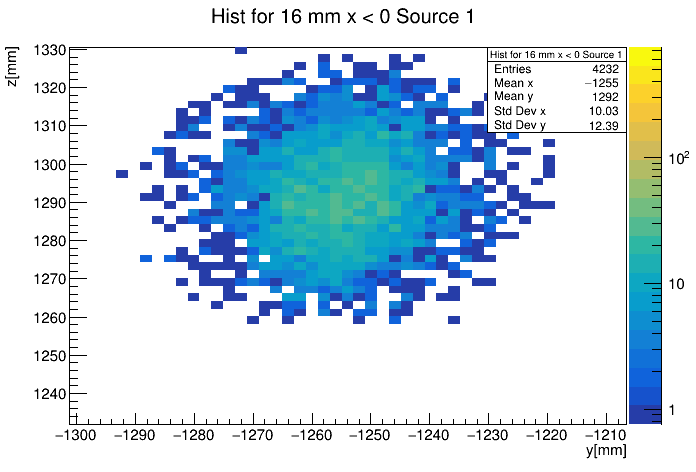 Hist for 16 mm x < 0 Source 1
z[mm]
Hist for 16 mm x < 0 Source 1
Entries 4232
Mean x −1255
Mean y 1292
Std Dev x 10.03
Std Dev y 12.39
1330
1320
1310
1300
1290
1280
1270
1260
1250
1240
10²
10
1
−1300 −1290 −1280 −1270 −1260 −1250 −1240 −1230 −1220 −1210
y[mm]